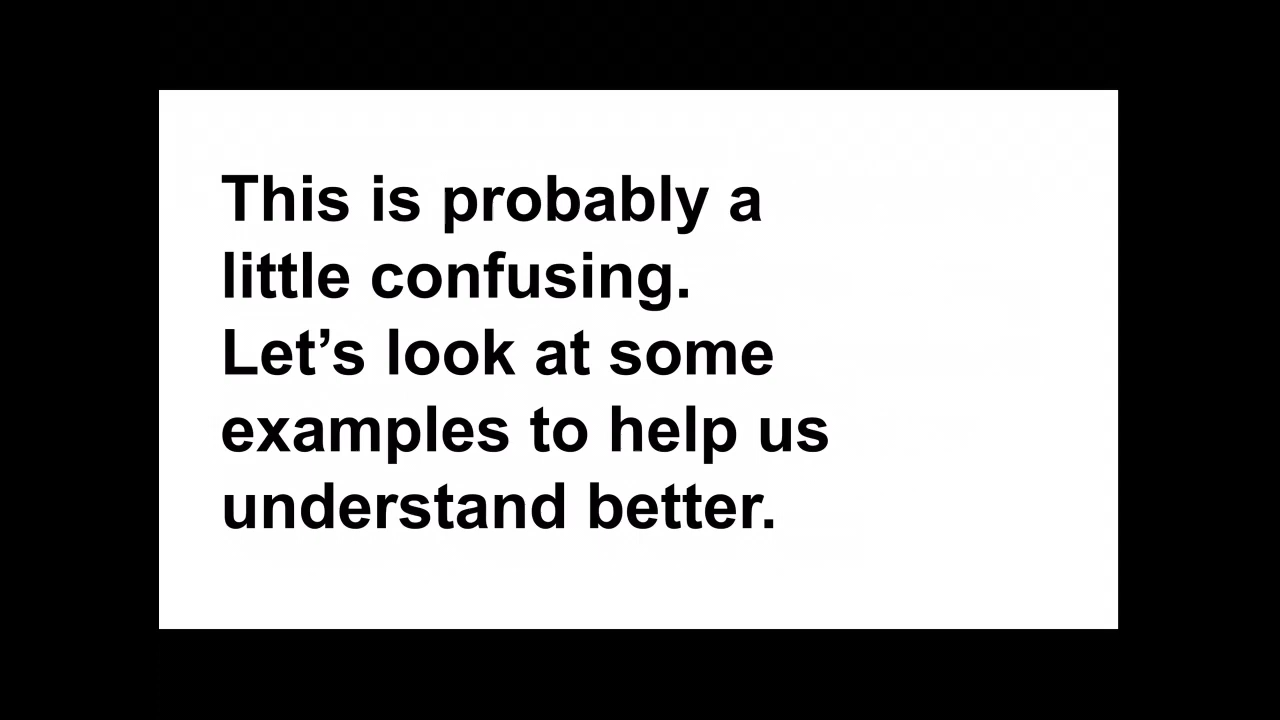 This is probably a
little confusing.
Let’s look at some
examples to help us
understand better.